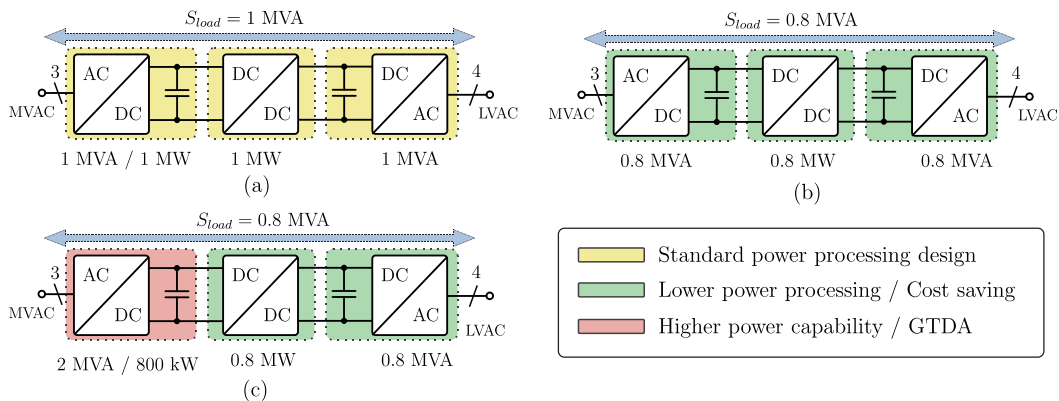 S_load = 1 MVA
3
AC
DC
DC
DC
DC
AC
4
MVAC
LVAC
1 MVA / 1 MW
1 MW
1 MVA
(a)
S_load = 0.8 MVA
3
AC
DC
DC
DC
DC
AC
4
MVAC
LVAC
0.8 MVA
0.8 MW
0.8 MVA
(b)
S_load = 0.8 MVA
3
AC
DC
DC
DC
DC
AC
4
MVAC
LVAC
2 MVA / 800 kW
0.8 MW
0.8 MVA
(c)
Standard power processing design
Lower power processing / Cost saving
Higher power capability / GTDA